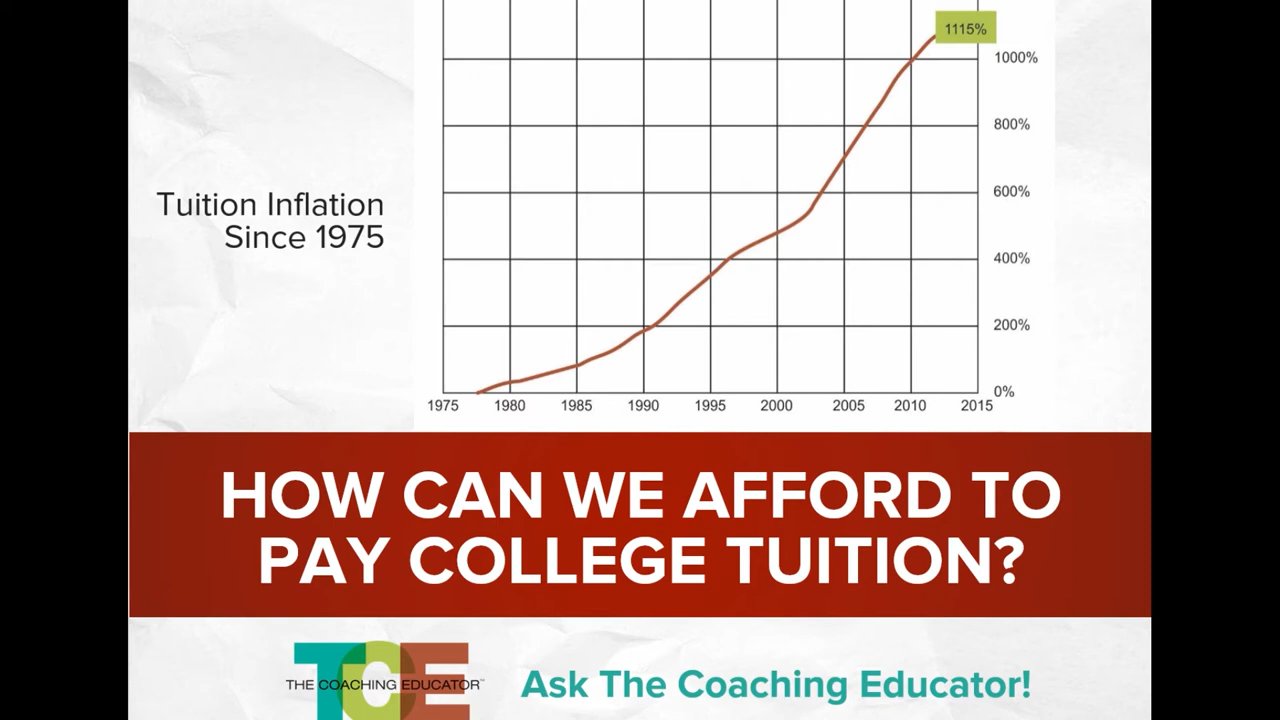 1115%
1000%
800%
600%
400%
200%
0%
Tuition Inflation
Since 1975
1975 1980 1985 1990 1995 2000 2005 2010 2015
HOW CAN WE AFFORD TO
PAY COLLEGE TUITION?
TCE
THE COACHING EDUCATOR™
Ask The Coaching Educator!